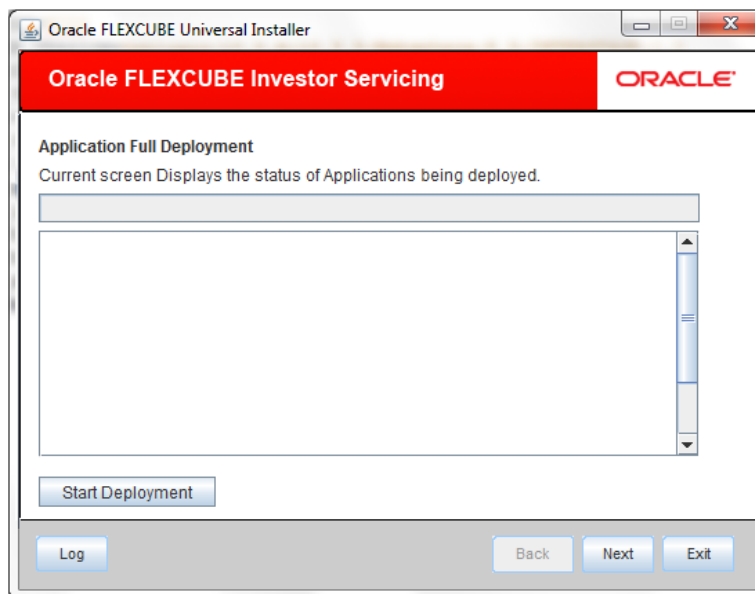 Oracle FLEXCUBE Universal Installer
Oracle FLEXCUBE Investor Servicing
ORACLE
Application Full Deployment
Current screen Displays the status of Applications being deployed.
Start Deployment
Log
Back
Next
Exit